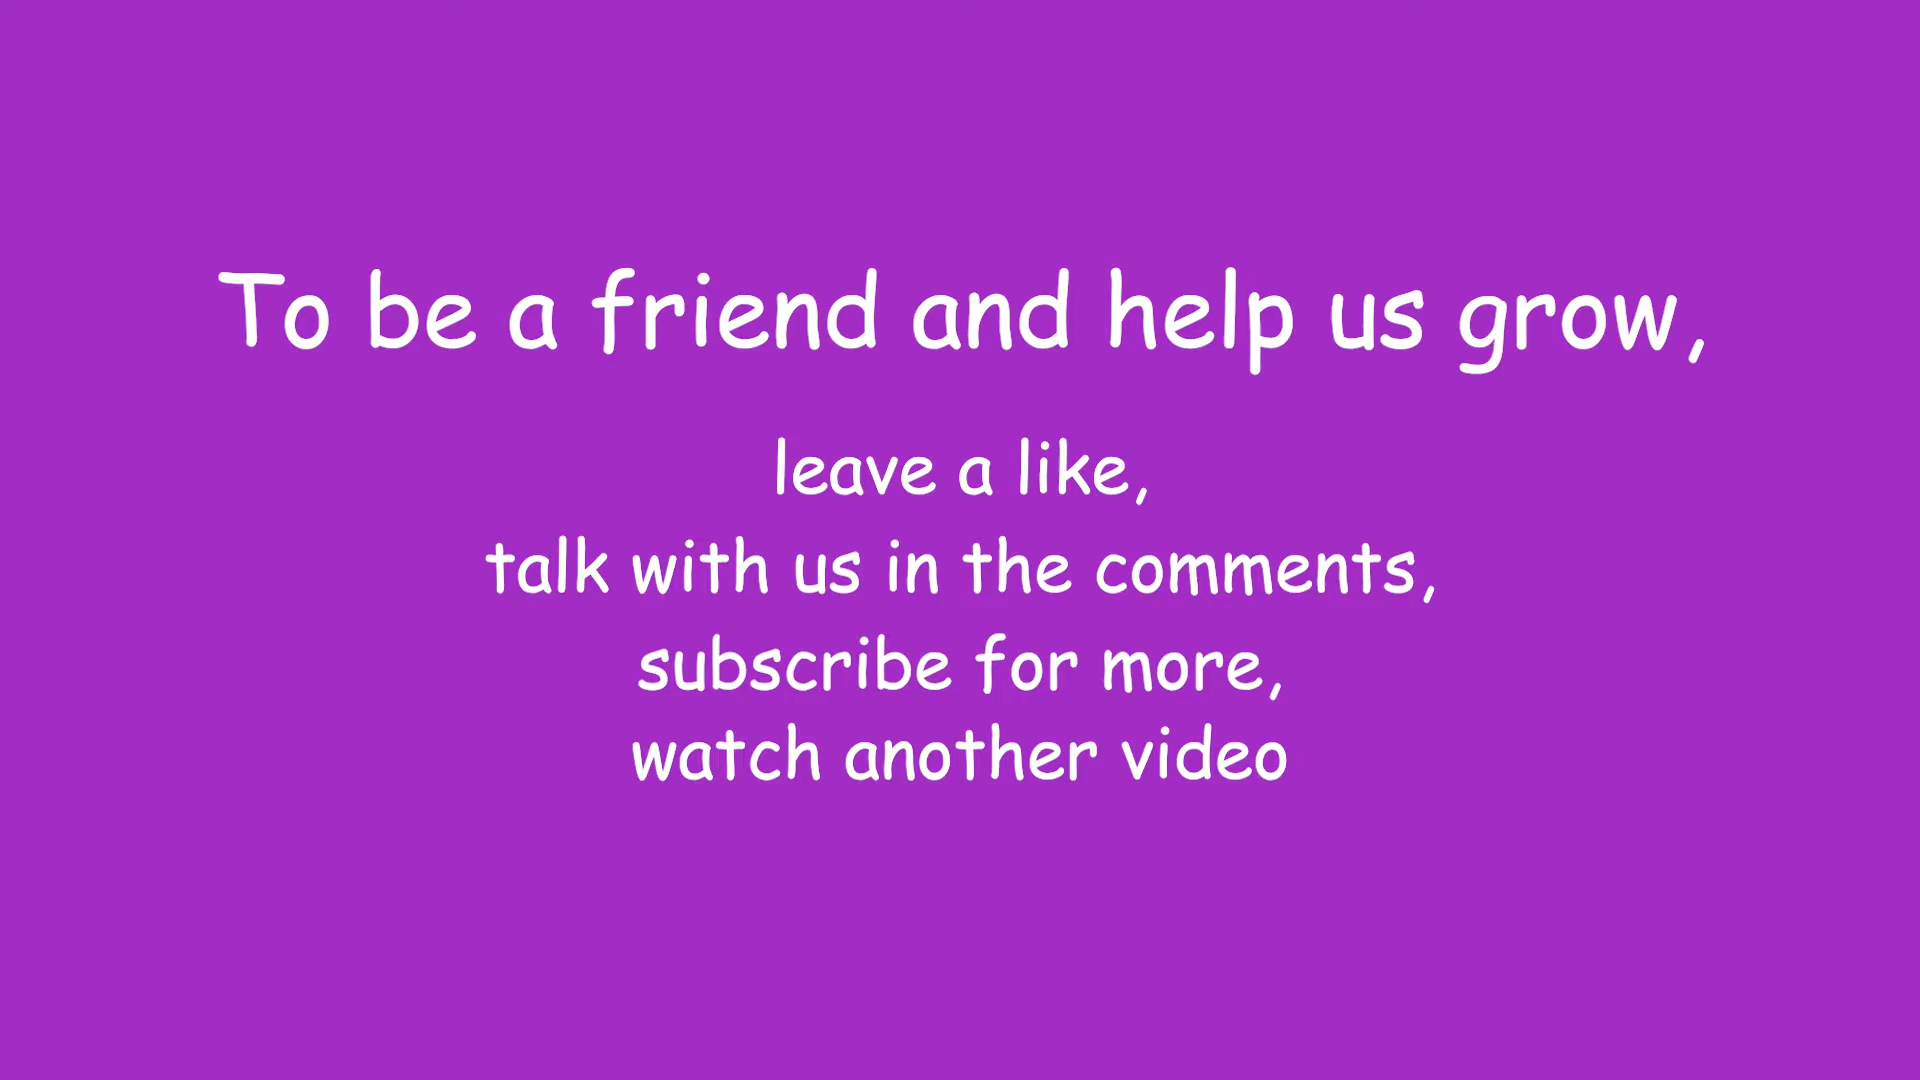 To be a friend and help us grow,
leave a like,
talk with us in the comments,
subscribe for more,
watch another video